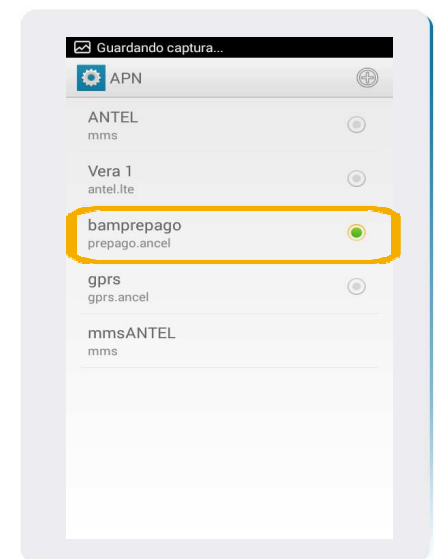 Guardando captura...
APN
ANTEL
mms
Vera 1
antel.lte
bamprepago
prepago.ancel
gprs
gprs.ancel
mmsANTEL
mms